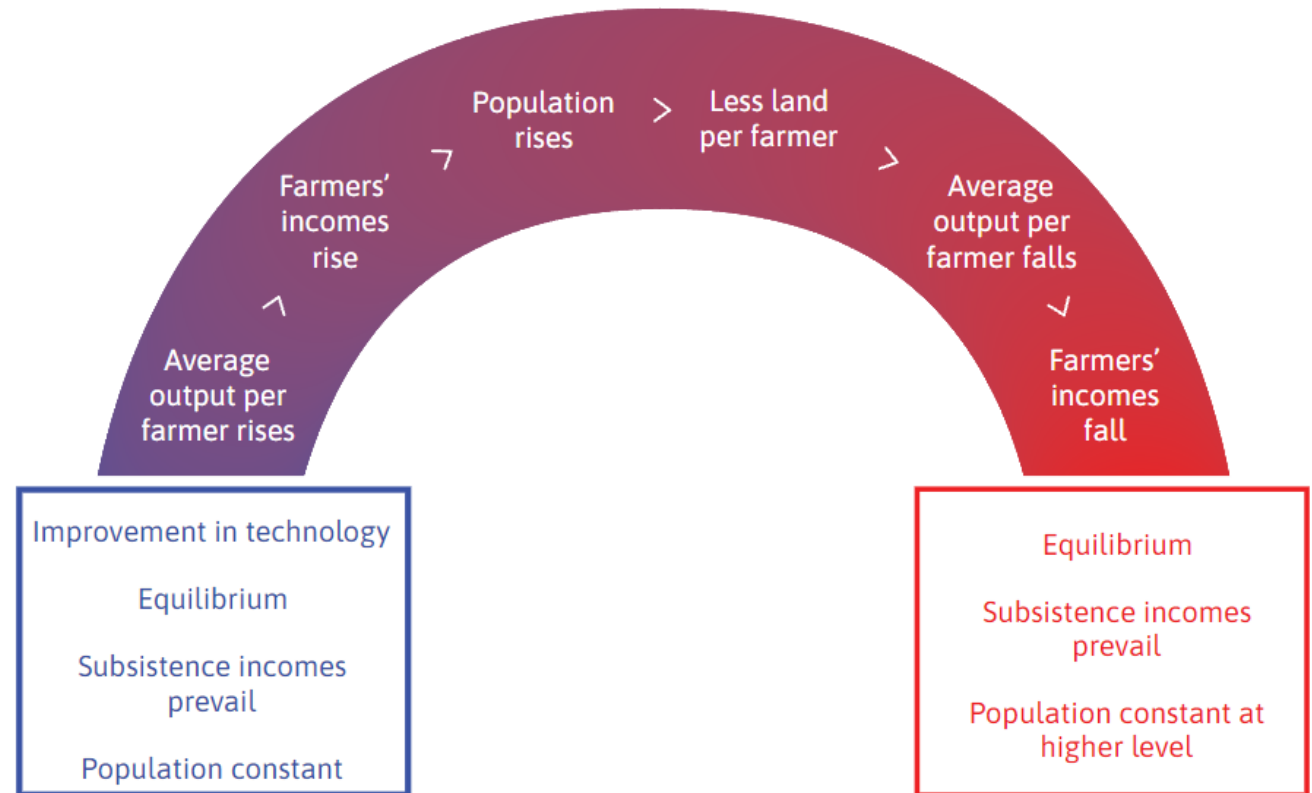 Population
rises
>
Less land
per farmer
>
Farmers’
incomes
rise
>
Average
output per
farmer falls
>
Average
output per
farmer rises
>
Farmers’
incomes
fall
Improvement in technology
Equilibrium
Subsistence incomes
prevail
Population constant
Equilibrium
Subsistence incomes
prevail
Population constant at
higher level